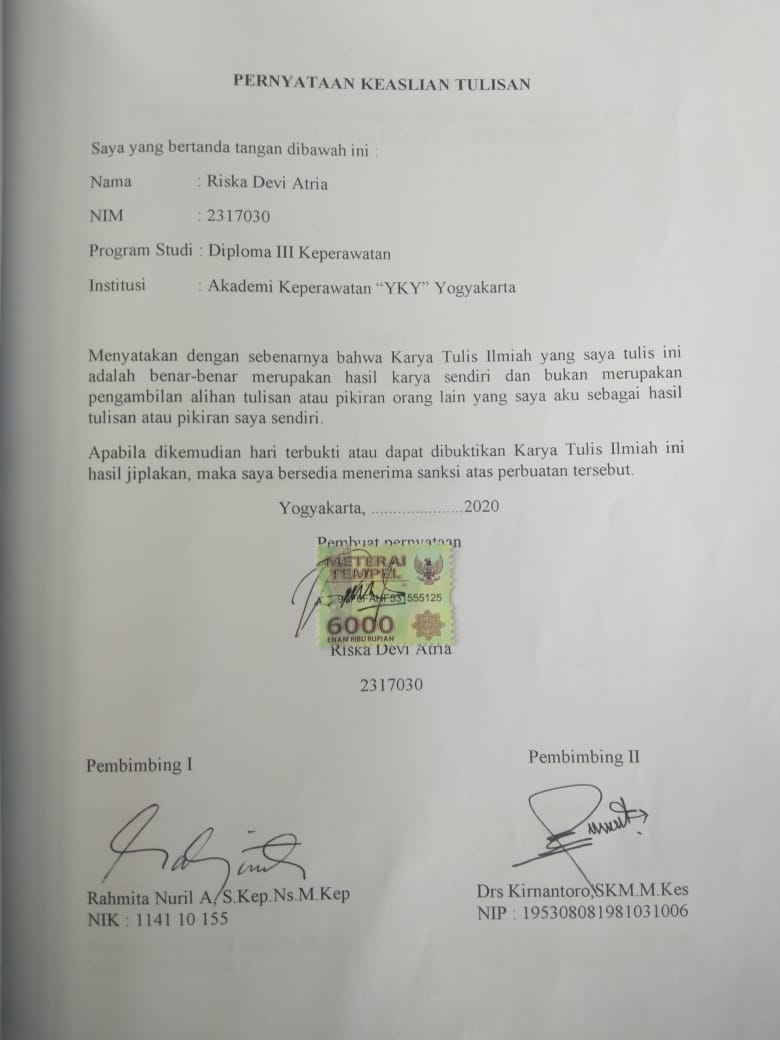 PERNYATAAN KEASLIAN TULISAN
Saya yang bertanda tangan dibawah ini :
Nama : Riska Devi Atria
NIM : 2317030
Program Studi : Diploma III Keperawatan
Institusi : Akademi Keperawatan “YKY” Yogyakarta
Menyatakan dengan sebenarnya bahwa Karya Tulis Ilmiah yang saya tulis ini
adalah benar-benar merupakan hasil karya sendiri dan bukan merupakan
pengambilan alihan tulisan atau pikiran orang lain yang saya aku sebagai hasil
tulisan atau pikiran saya sendiri.
Apabila dikemudian hari terbukti atau dapat dibuktikan Karya Tulis Ilmiah ini
hasil jiplakan, maka saya bersedia menerima sanksi atas perbuatan tersebut.
Yogyakarta, ......................2020
Pembuat pernyataan
METERAI
TEMPEL
555125
6000
ENAM RIBU RUPIAH
Riska Devi Atria
2317030
Pembimbing I
Pembimbing II
Rahmita Nuril A, S.Kep.Ns.M.Kep
NIK : 1141 10 155
Drs Kirnantoro,SKM.M.Kes
NIP : 195308081981031006